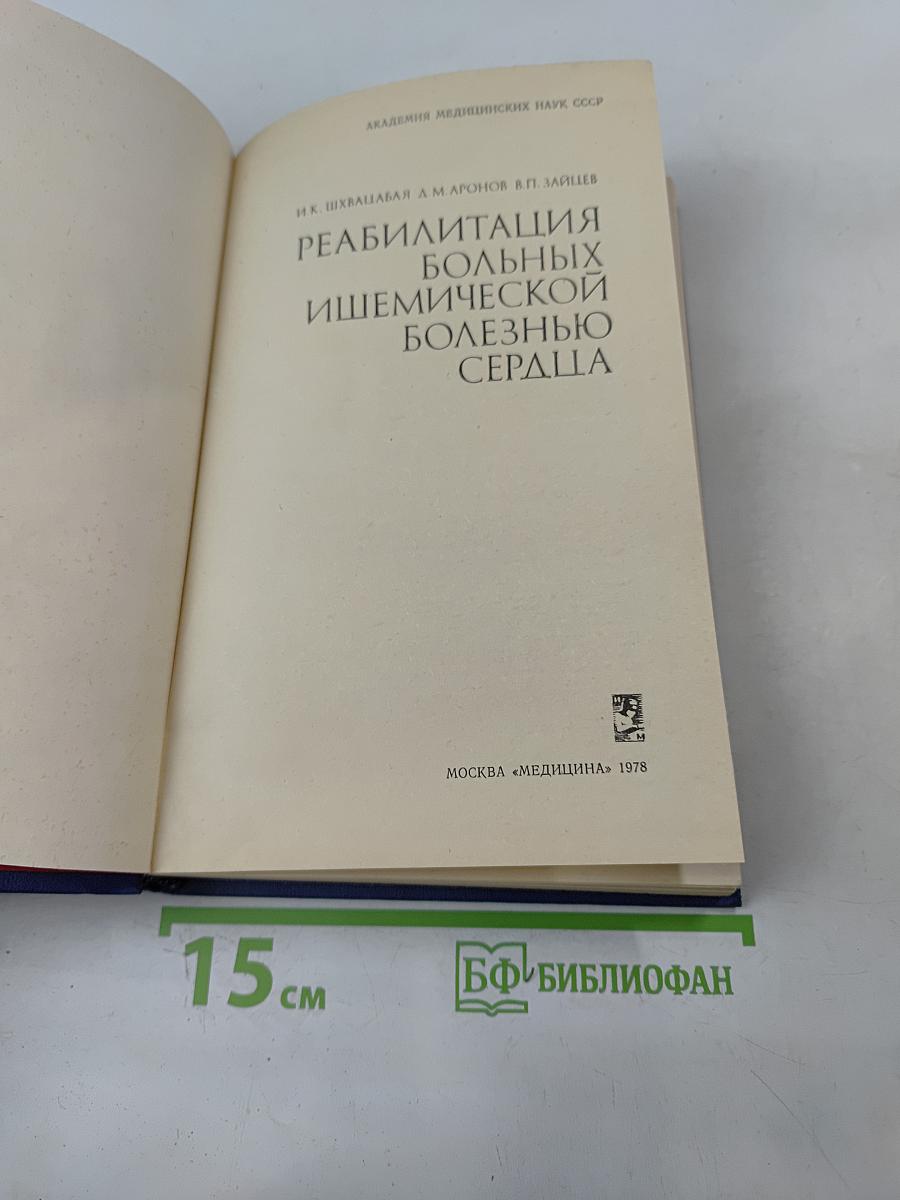 АКАДЕМИЯ МЕДИЦИНСКИХ НАУК СССР
И. К. ШХВАЦАБАЯ Д. М. АРОНОВ В. П. ЗАЙЦЕВ
РЕАБИЛИТАЦИЯ
БОЛЬНЫХ
ИШЕМИЧЕСКОЙ
БОЛЕЗНЬЮ
СЕРДЦА
И
М
МОСКВА «МЕДИЦИНА» 1978
15 см
БФ БИБЛИОФАН